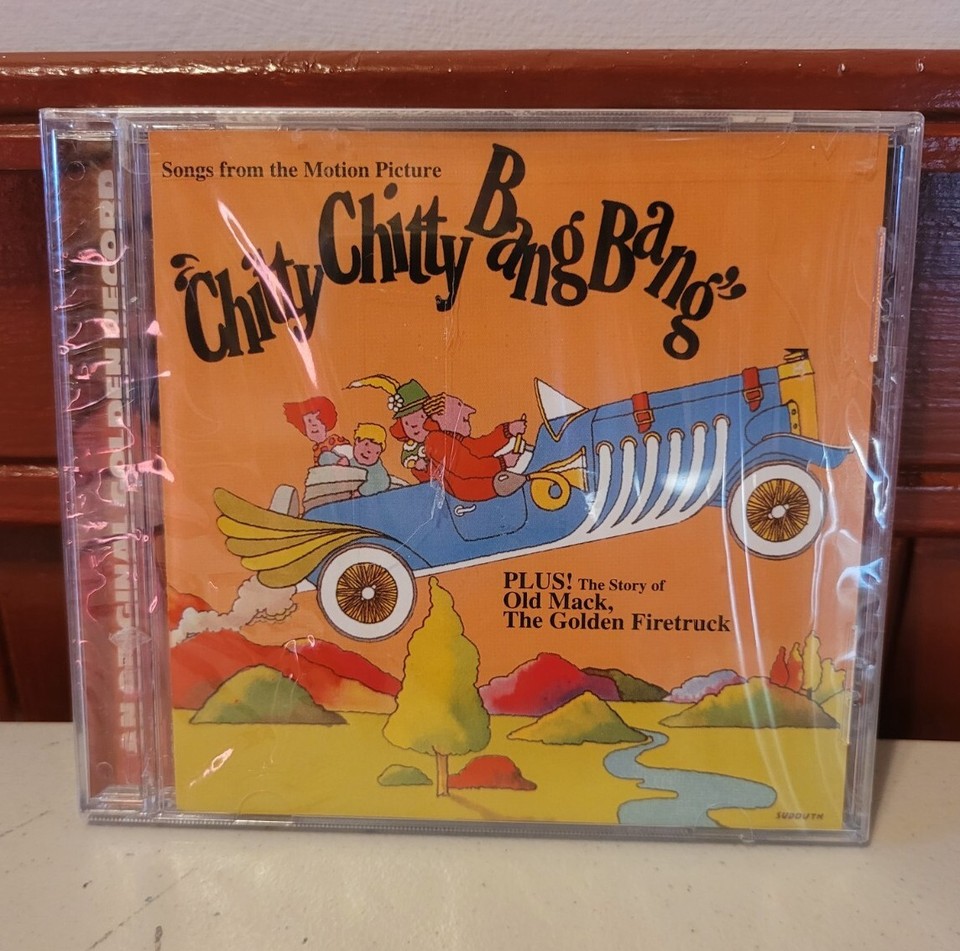 Songs from the Motion Picture
"Chitty Chitty Bang Bang"
PLUS! The Story of
Old Mack,
The Golden Firetruck
SUDDUTH
AN ORIGINAL GOLDEN RECORD